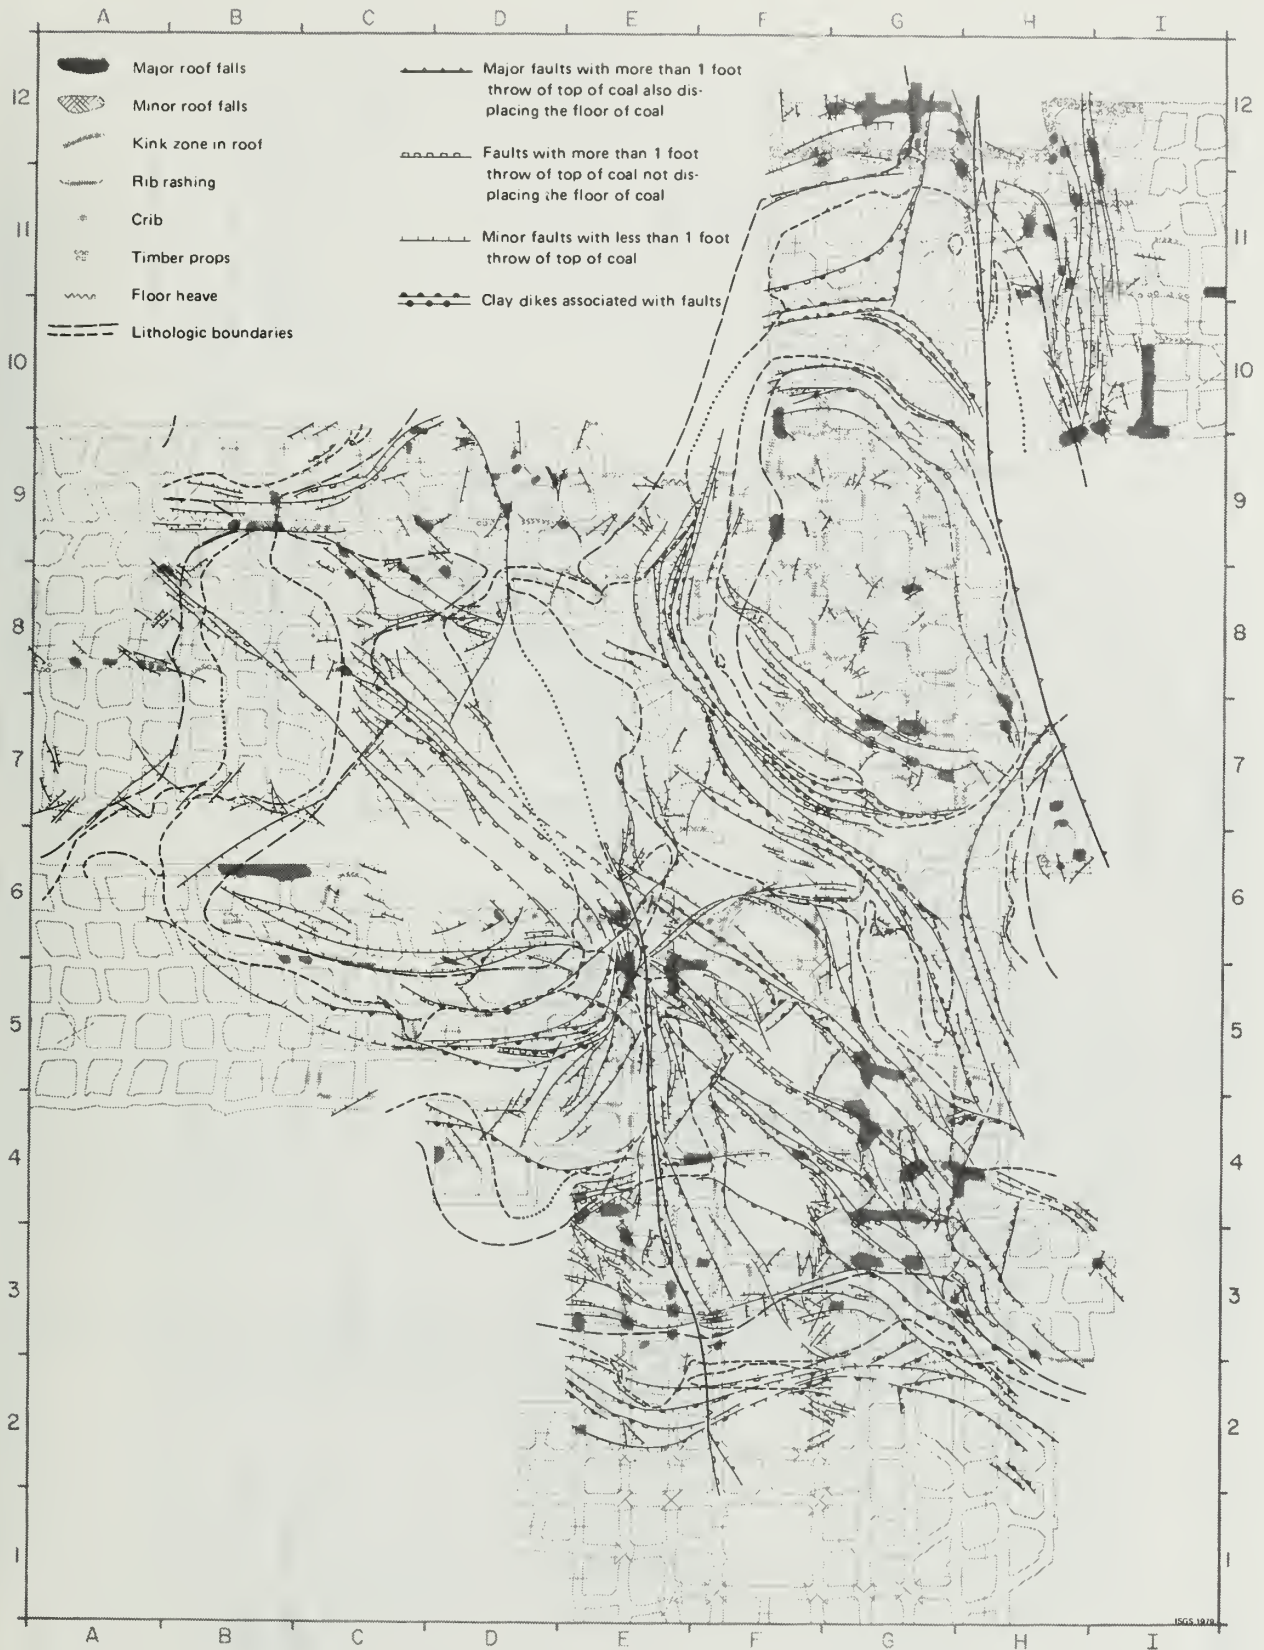 A B C D E F G H I
Major roof falls
Minor roof falls
Kink zone in roof
Rib rashing
Crib
Timber props
Floor heave
Lithologic boundaries
Major faults with more than 1 foot
throw of top of coal also dis-
placing the floor of coal
Faults with more than 1 foot
throw of top of coal not dis-
placing the floor of coal
Minor faults with less than 1 foot
throw of top of coal
Clay dikes associated with faults
12 12
11 11
10 10
9 9
8 8
7 7
6 6
5 5
4 4
3 3
2 2
1 1
ISGS 1979
A B C D E F G H I